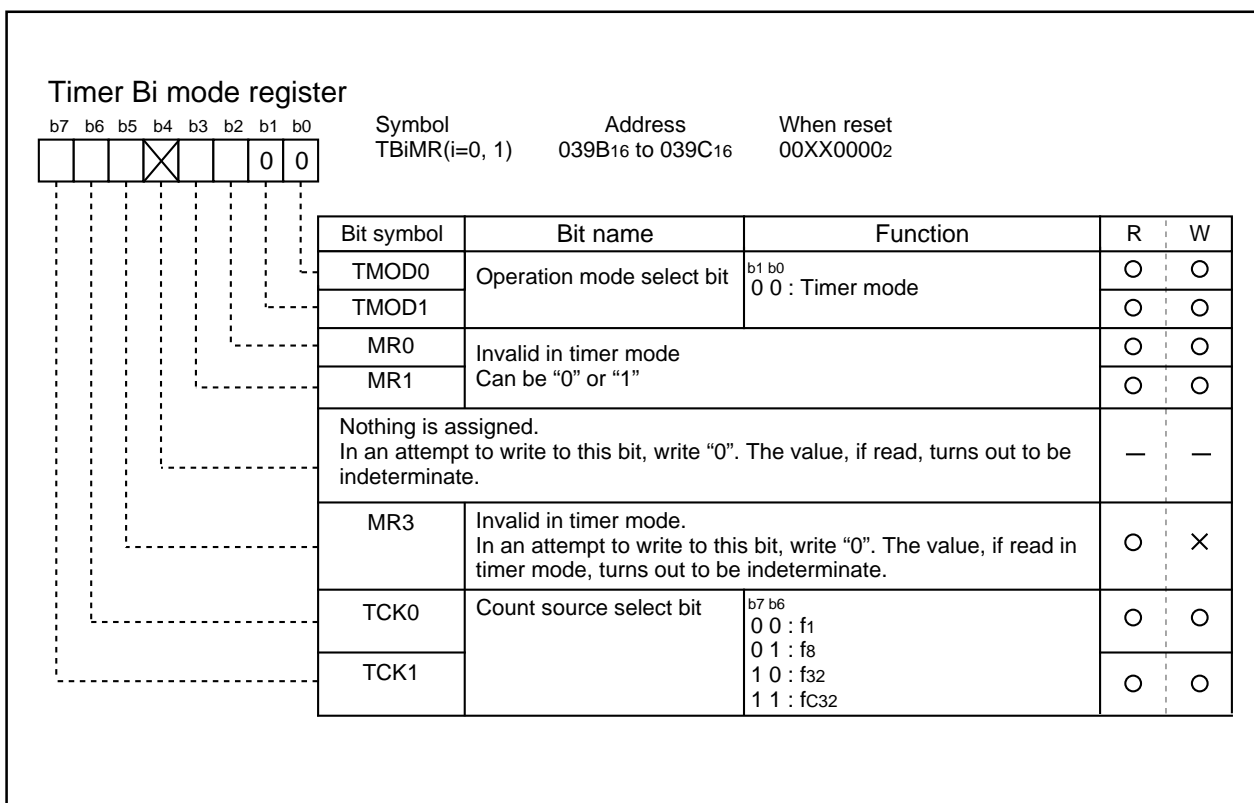 Timer Bi mode register
b7 b6 b5 b4 b3 b2 b1 b0
0 0
Symbol Address When reset
TBiMR(i=0, 1) 039B16 to 039C16 00XX00002
Bit symbol Bit name Function R W
TMOD0 Operation mode select bit b1 b0
0 0 : Timer mode
TMOD1
MR0 Invalid in timer mode
MR1 Can be “0” or “1”
Nothing is assigned.
In an attempt to write to this bit, write “0”. The value, if read, turns out to be
indeterminate.
MR3 Invalid in timer mode.
In an attempt to write to this bit, write “0”. The value, if read in
timer mode, turns out to be indeterminate.
TCK0 Count source select bit b7 b6
0 0 : f1
0 1 : f8
TCK1 1 0 : f32
1 1 : fC32